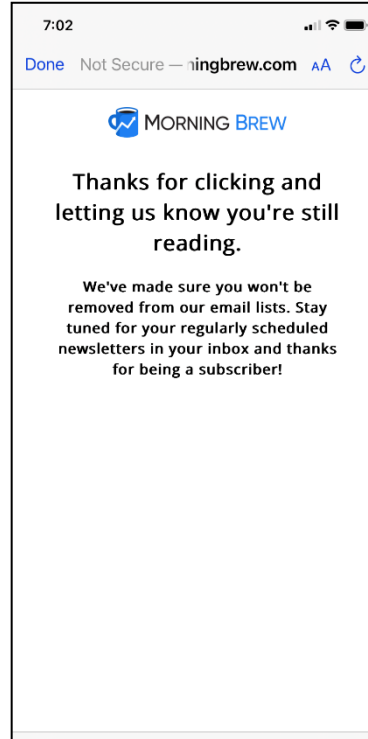 7:02
Done Not Secure — ningbrew.com AA
MORNING BREW
Thanks for clicking and
letting us know you're still
reading.
We've made sure you won't be
removed from our email lists. Stay
tuned for your regularly scheduled
newsletters in your inbox and thanks
for being a subscriber!